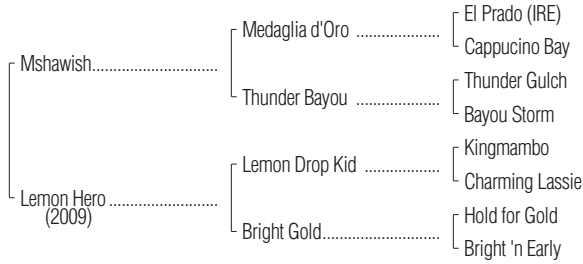 El Prado (IRE)
Medaglia d'Oro ....................
Cappucino Bay
Mshawish..............................
Thunder Gulch
Thunder Bayou ......................
Bayou Storm
Kingmambo
Lemon Drop Kid ..................
Charming Lassie
Lemon Hero ..........................
(2009)
Hold for Gold
Bright Gold............................
Bright 'n Early